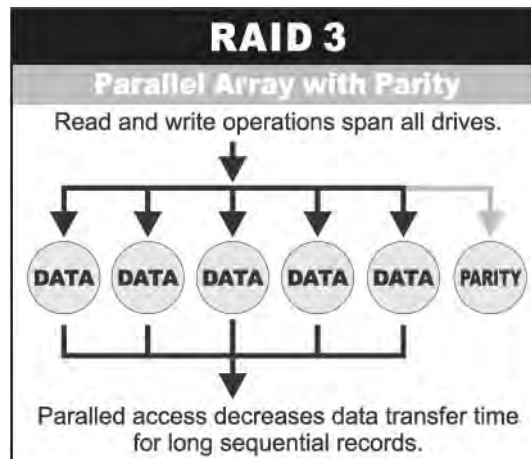 RAID 3
Parallel Array with Parity
Read and write operations span all drives.
DATA DATA DATA DATA DATA PARITY
Paralled access decreases data transfer time
for long sequential records.